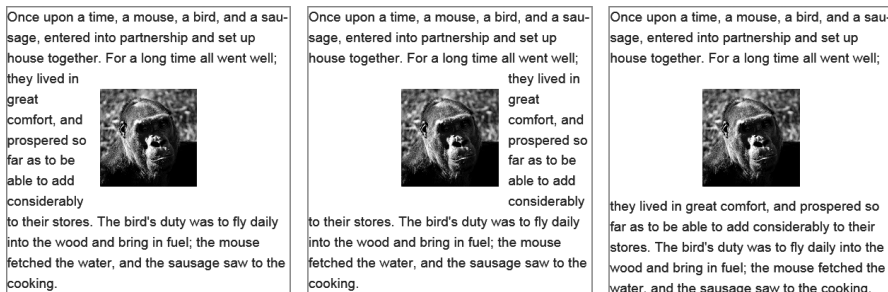 Once upon a time, a mouse, a bird, and a sau-
sage, entered into partnership and set up
house together. For a long time all went well;
they lived in
great
comfort, and
prospered so
far as to be
able to add
considerably
to their stores. The bird's duty was to fly daily
into the wood and bring in fuel; the mouse
fetched the water, and the sausage saw to the
cooking.
Once upon a time, a mouse, a bird, and a sau-
sage, entered into partnership and set up
house together. For a long time all went well;
they lived in
great
comfort, and
prospered so
far as to be
able to add
considerably
to their stores. The bird's duty was to fly daily
into the wood and bring in fuel; the mouse
fetched the water, and the sausage saw to the
cooking.
Once upon a time, a mouse, a bird, and a sau-
sage, entered into partnership and set up
house together. For a long time all went well;
they lived in great comfort, and prospered so
far as to be able to add considerably to their
stores. The bird's duty was to fly daily into the
wood and bring in fuel; the mouse fetched the
water, and the sausage saw to the cooking.